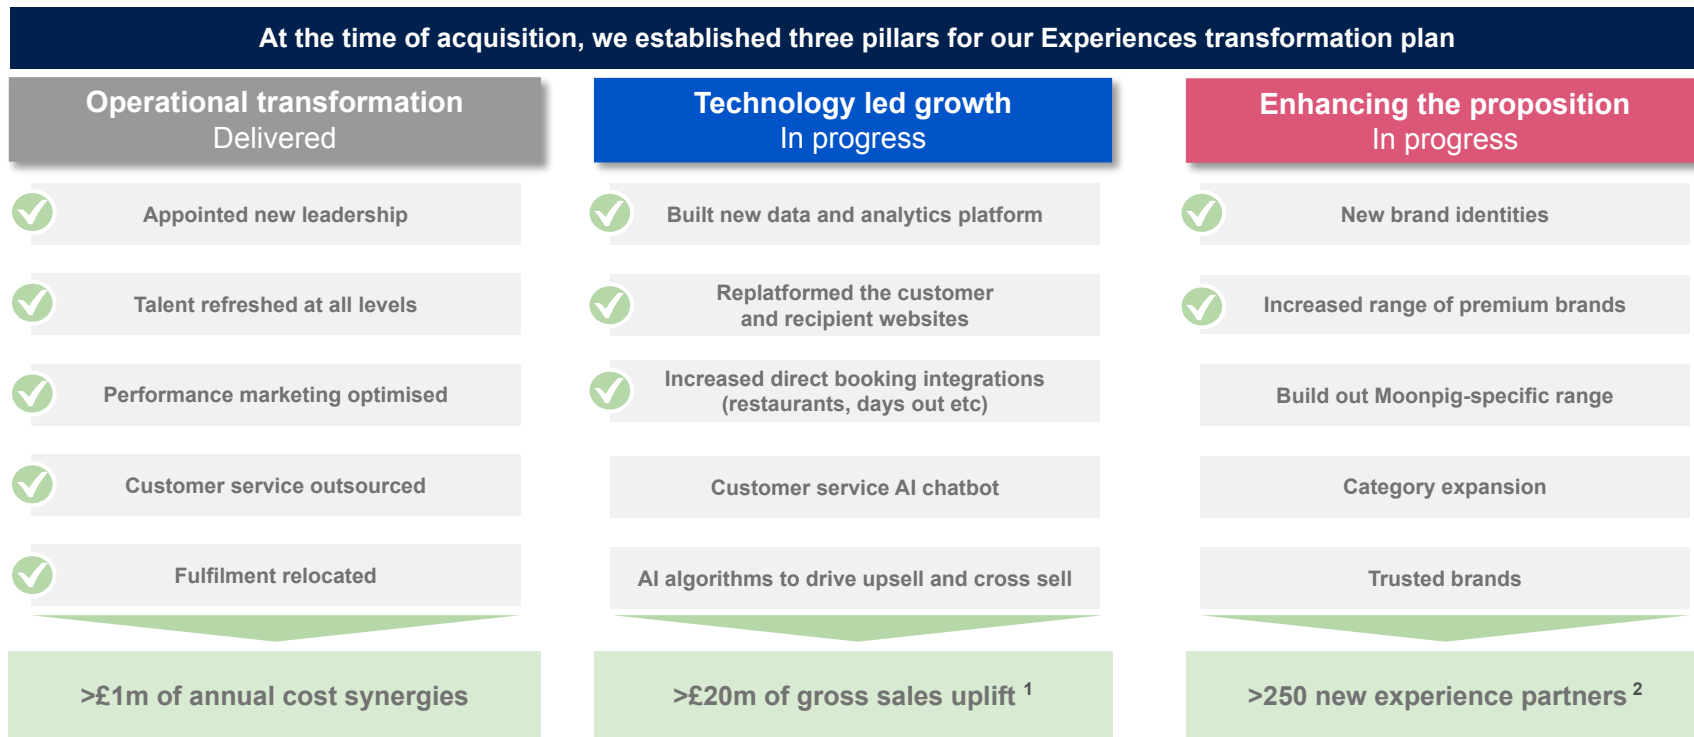 At the time of acquisition, we established three pillars for our Experiences transformation plan
Operational transformation
Delivered
Appointed new leadership
Talent refreshed at all levels
Performance marketing optimised
Customer service outsourced
Fulfilment relocated
>£1m of annual cost synergies
Technology led growth
In progress
Built new data and analytics platform
Replatformed the customer
and recipient websites
Increased direct booking integrations
(restaurants, days out etc)
Customer service AI chatbot
AI algorithms to drive upsell and cross sell
>£20m of gross sales uplift 1
Enhancing the proposition
In progress
New brand identities
Increased range of premium brands
Build out Moonpig-specific range
Category expansion
Trusted brands
>250 new experience partners 2